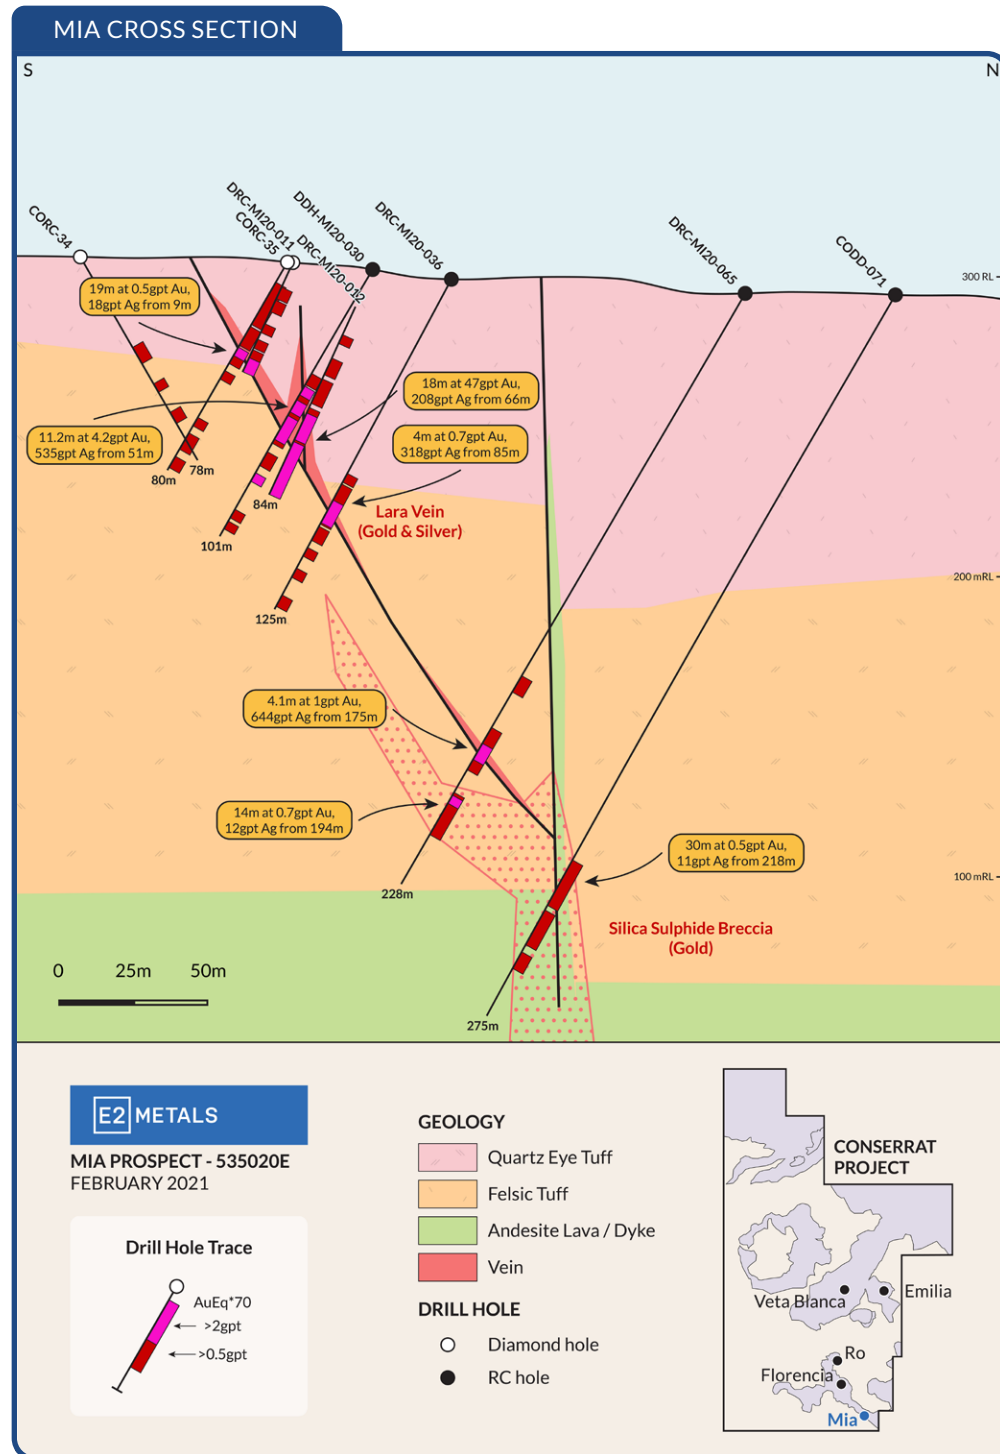 MIA CROSS SECTION
S
N
CORC-34
DRC-MI20-011
CORC-35
DRC-MI20-012
DDH-MI20-030
DRC-MI20-036
DRC-MI20-065
CODD-071
300 RL
19m at 0.5gpt Au,
18gpt Ag from 9m
18m at 47gpt Au,
208gpt Ag from 66m
11.2m at 4.2gpt Au,
535gpt Ag from 51m
4m at 0.7gpt Au,
318gpt Ag from 85m
80m
78m
84m
Lara Vein
(Gold & Silver)
101m
200 mRL
125m
4.1m at 1gpt Au,
644gpt Ag from 175m
14m at 0.7gpt Au,
12gpt Ag from 194m
30m at 0.5gpt Au,
11gpt Ag from 218m
100 mRL
228m
Silica Sulphide Breccia
(Gold)
0 25m 50m
275m
E2 METALS
MIA PROSPECT - 535020E
FEBRUARY 2021
Drill Hole Trace
AuEq*70
>2gpt
>0.5gpt
GEOLOGY
Quartz Eye Tuff
Felsic Tuff
Andesite Lava / Dyke
Vein
DRILL HOLE
Diamond hole
RC hole
CONSERRAT
PROJECT
Veta Blanca
Emilia
Ro
Florencia
Mia